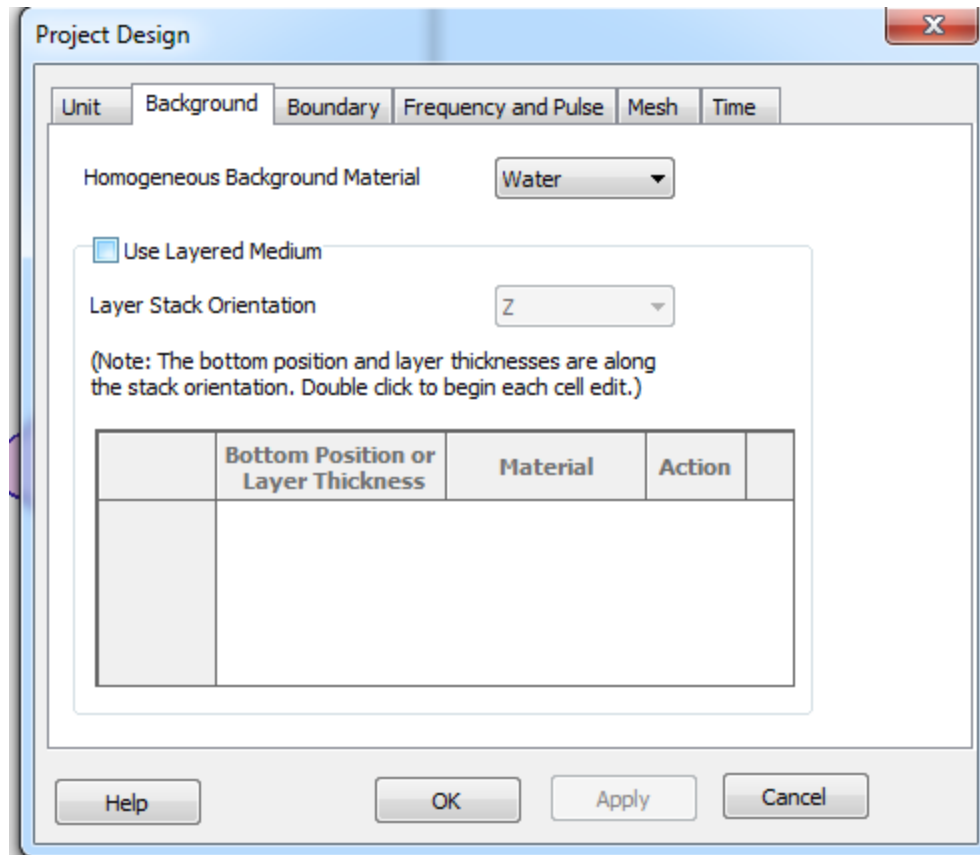 Project Design
Unit Background Boundary Frequency and Pulse Mesh Time
Homogeneous Background Material Water
Use Layered Medium
Layer Stack Orientation Z
(Note: The bottom position and layer thicknesses are along
the stack orientation. Double click to begin each cell edit.)
Bottom Position or
Layer Thickness
Material
Action
Help OK Apply Cancel